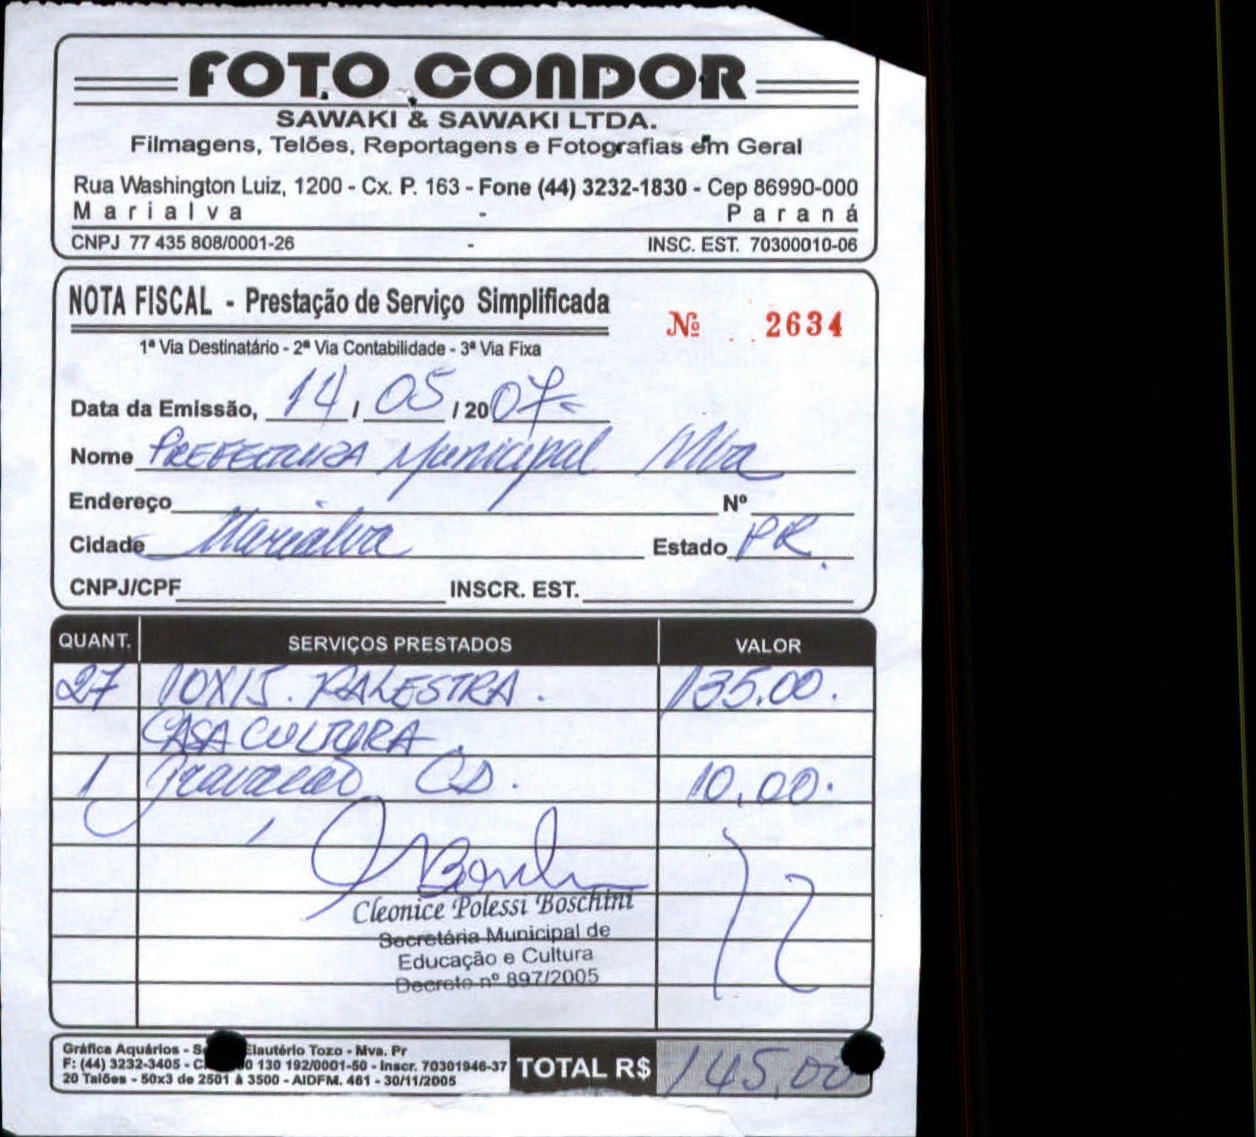 FOTO CONDOR
SAWAKI & SAWAKI LTDA.
Filmagens, Telões, Reportagens e Fotografias em Geral
Rua Washington Luiz, 1200 - Cx. P. 163 - Fone (44) 3232-1830 - Cep 86990-000
Marialva - Paraná
CNPJ 77 435 808/0001-26 - INSC. EST. 70300010-06
NOTA FISCAL - Prestação de Serviço Simplificada
Nº 2634
1ª Via Destinatário - 2ª Via Contabilidade - 3ª Via Fixa
Data da Emissão, 14 / 05 / 2007
Nome PREFEITURA Municipal Mva
Endereço Nº
Cidade Marialva Estado PR
CNPJ/CPF INSCR. EST.
QUANT. SERVIÇOS PRESTADOS VALOR
27 10X15. PALESTRA. 135.00.
CASA CULTURA.
1 gravacao CD. 10,00.
Cleonice Polessi Boschini
Secretária Municipal de
Educação e Cultura
Decreto nº 897/2005
Gráfica Aquários - Elautério Tozo - Mva. Pr
F: (44) 3232-3405 - 130 192/0001-50 - Inscr. 70301946-37
20 Talões - 50x3 de 2501 à 3500 - AIDFM. 461 - 30/11/2005
TOTAL R$ 145,00